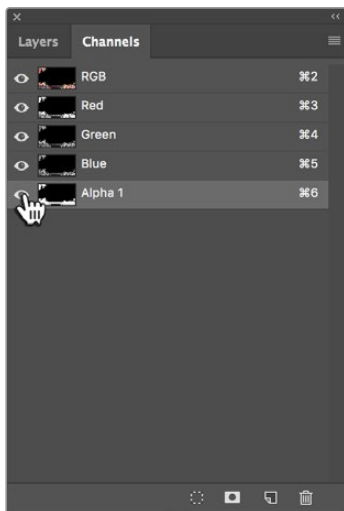 Layers Channels
RGB ⌘2
Red ⌘3
Green ⌘4
Blue ⌘5
Alpha 1 ⌘6